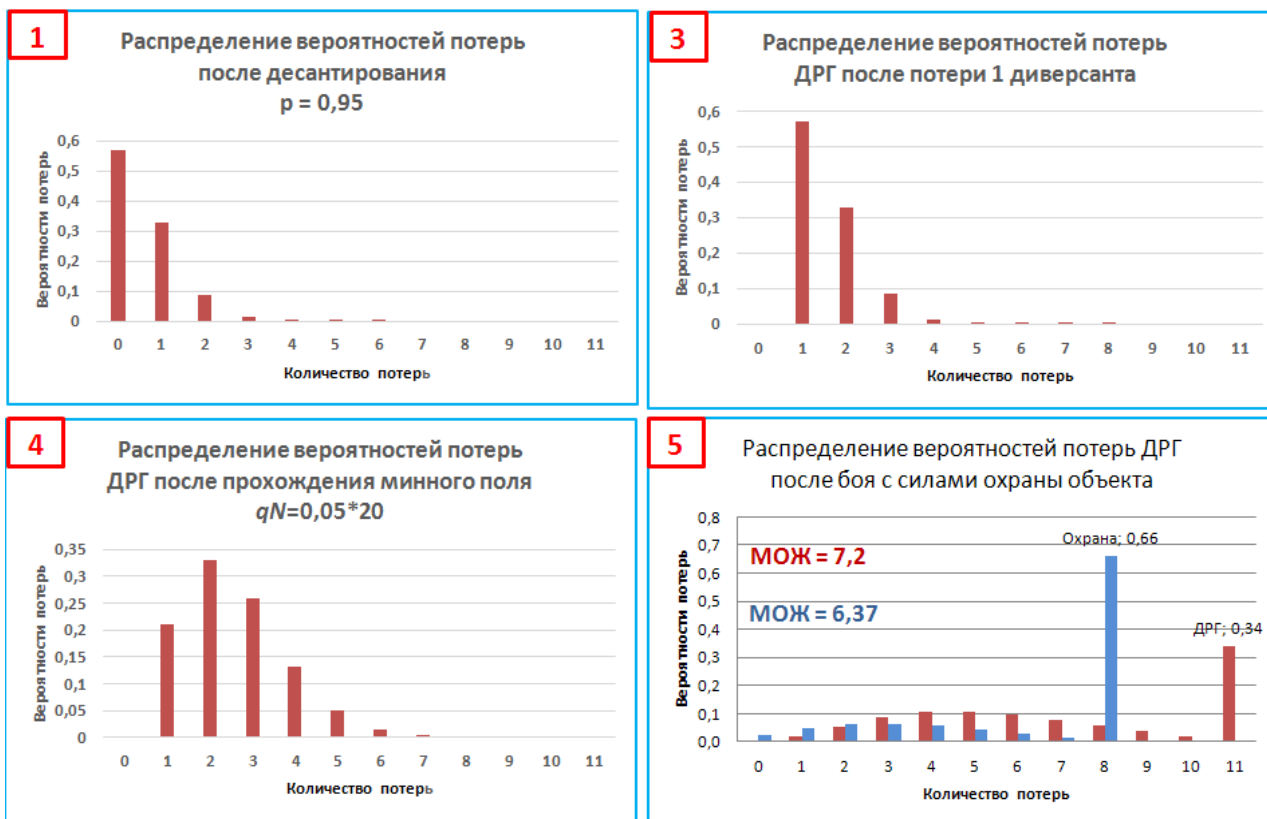 1
Распределение вероятностей потерь
после десантирования
p = 0,95
Вероятности потерь
0,6
0,5
0,4
0,3
0,2
0,1
0
0 1 2 3 4 5 6 7 8 9 10 11
Количество потерь
3
Распределение вероятностей потерь
ДРГ после потери 1 диверсанта
Вероятности потерь
0,6
0,5
0,4
0,3
0,2
0,1
0
0 1 2 3 4 5 6 7 8 9 10 11
Количество потерь
4
Распределение вероятностей потерь
ДРГ после прохождения минного поля
qN=0,05*20
Вероятности потерь
0,35
0,3
0,25
0,2
0,15
0,1
0,05
0
0 1 2 3 4 5 6 7 8 9 10 11
Количество потерь
5
Распределение вероятностей потерь ДРГ
после боя с силами охраны объекта
Вероятности потерь
0,8
0,7
0,6
0,5
0,4
0,3
0,2
0,1
0,0
МОЖ = 7,2
МОЖ = 6,37
Охрана; 0,66
ДРГ; 0,34
0 1 2 3 4 5 6 7 8 9 10 11
Количество потерь